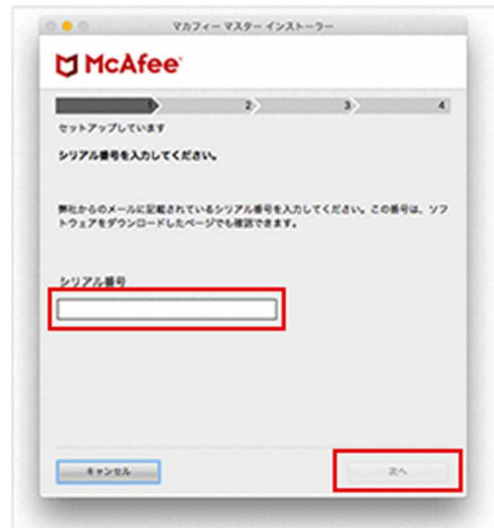 マカフィー マスター インストーラー
McAfee
1 2 3 4
セットアップしています
シリアル番号を入力してください。
弊社からのメールに記載されているシリアル番号を入力してください。この番号は、ソフ
トウェアをダウンロードしたページでも確認できます。
シリアル番号
キャンセル
次へ